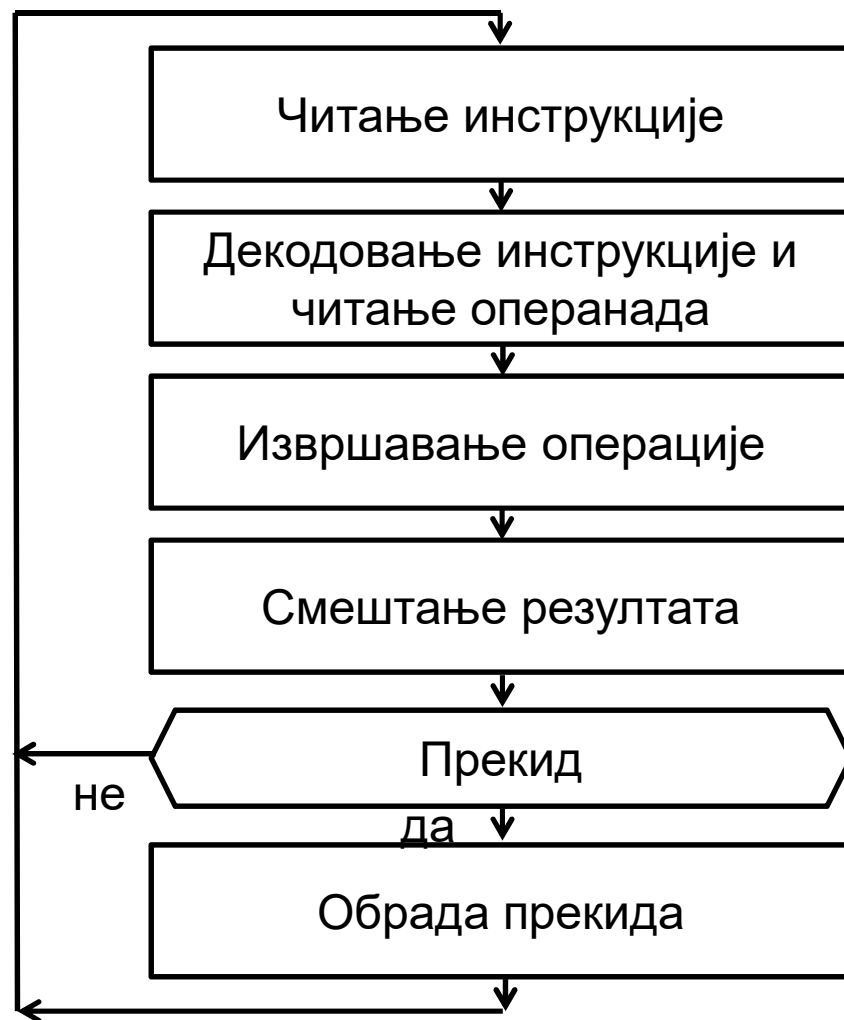 Читање инструкције
Декодовање инструкције и
читање операнада
Извршавање операције
Смештање резултата
Прекид
не
да
Обрада прекида